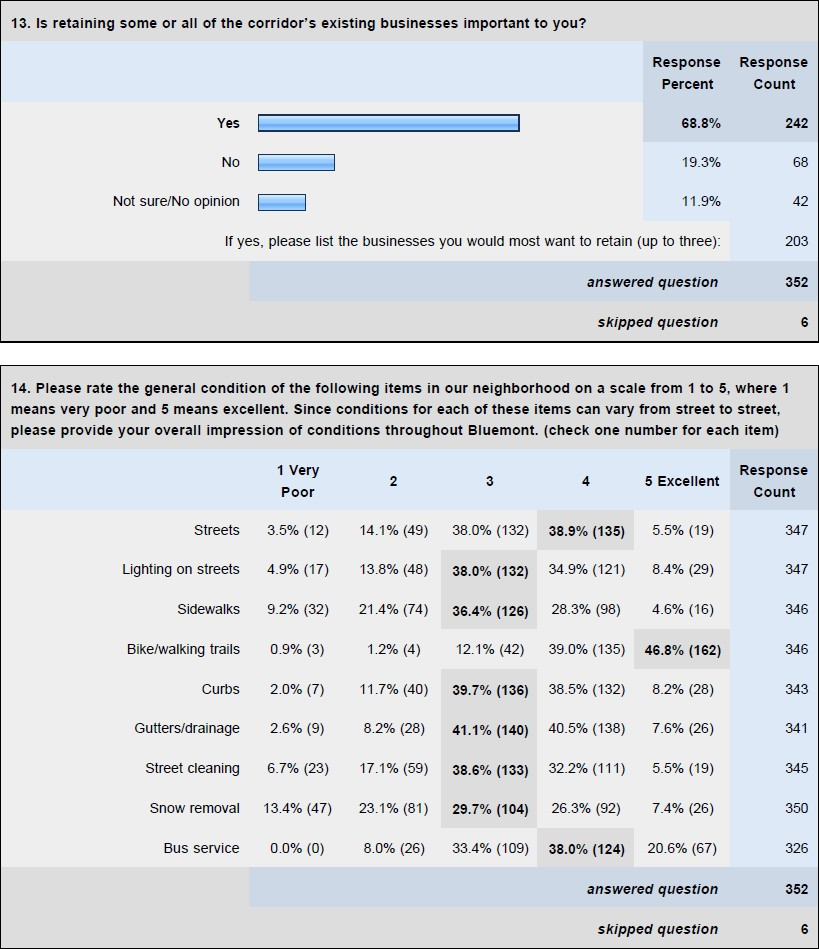 13. Is retaining some or all of the corridor's existing businesses important to you?
Response Percent Response Count
Yes 68.8% 242
No 19.3% 68
Not sure/No opinion 11.9% 42
If yes, please list the businesses you would most want to retain (up to three): 203
answered question 352
skipped question 6
14. Please rate the general condition of the following items in our neighborhood on a scale from 1 to 5, where 1
means very poor and 5 means excellent. Since conditions for each of these items can vary from street to street,
please provide your overall impression of conditions throughout Bluemont. (check one number for each item)
1 Very Poor 2 3 4 5 Excellent Response Count
Streets 3.5% (12) 14.1% (49) 38.0% (132) 38.9% (135) 5.5% (19) 347
Lighting on streets 4.9% (17) 13.8% (48) 38.0% (132) 34.9% (121) 8.4% (29) 347
Sidewalks 9.2% (32) 21.4% (74) 36.4% (126) 28.3% (98) 4.6% (16) 346
Bike/walking trails 0.9% (3) 1.2% (4) 12.1% (42) 39.0% (135) 46.8% (162) 346
Curbs 2.0% (7) 11.7% (40) 39.7% (136) 38.5% (132) 8.2% (28) 343
Gutters/drainage 2.6% (9) 8.2% (28) 41.1% (140) 40.5% (138) 7.6% (26) 341
Street cleaning 6.7% (23) 17.1% (59) 38.6% (133) 32.2% (111) 5.5% (19) 345
Snow removal 13.4% (47) 23.1% (81) 29.7% (104) 26.3% (92) 7.4% (26) 350
Bus service 0.0% (0) 8.0% (26) 33.4% (109) 38.0% (124) 20.6% (67) 326
answered question 352
skipped question 6